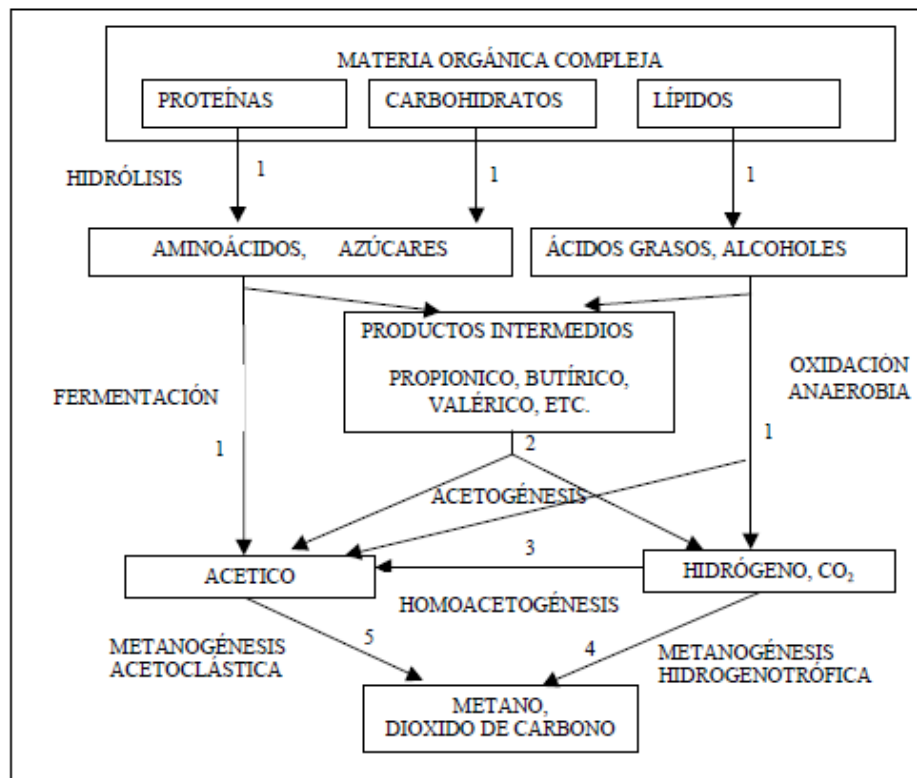 MATERIA ORGÁNICA COMPLEJA
PROTEÍNAS
CARBOHIDRATOS
LÍPIDOS
HIDRÓLISIS
1
1
1
AMINOÁCIDOS, AZÚCARES
ÁCIDOS GRASOS, ALCOHOLES
PRODUCTOS INTERMEDIOS
PROPIONICO, BUTÍRICO,
VALÉRICO, ETC.
FERMENTACIÓN
OXIDACIÓN
ANAEROBIA
1
2
1
ACETOGÉNESIS
3
ACETICO
HIDRÓGENO, CO₂
HOMOACETOGÉNESIS
METANOGÉNESIS
ACETOCLÁSTICA
5
4
METANOGÉNESIS
HIDROGENOTRÓFICA
METANO,
DIOXIDO DE CARBONO